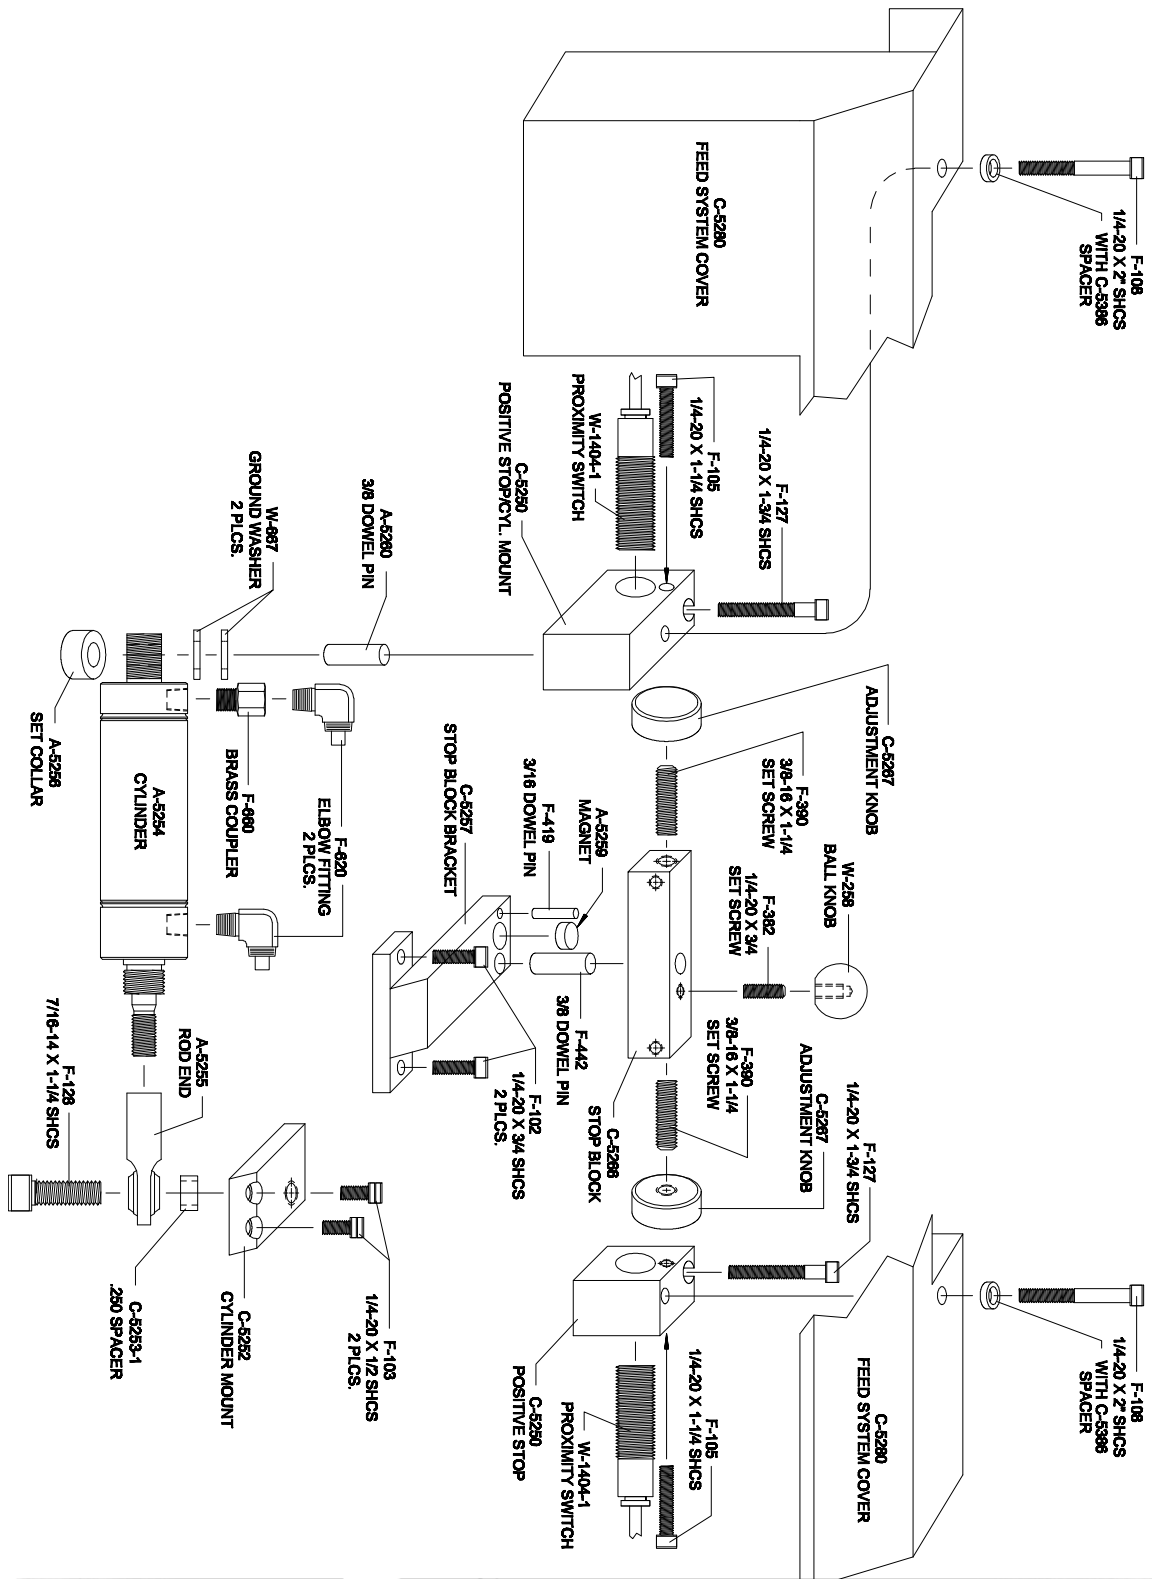 F-108
1/4-20 X 2" SHCS
WITH C-5386
SPACER
F-108
1/4-20 X 2" SHCS
WITH C-5386
SPACER
C-5280
FEED SYSTEM COVER
C-5280
FEED SYSTEM COVER
F-127
1/4-20 X 1-3/4 SHCS
F-105
1/4-20 X 1-1/4 SHCS
W-1404-1
PROXIMITY SWITCH
C-5250
POSITIVE STOP/CYL. MOUNT
C-5267
ADJUSTMENT KNOB
F-390
3/8-16 X 1-1/4
SET SCREW
W-258
BALL KNOB
F-382
1/4-20 X 3/4
SET SCREW
F-127
1/4-20 X 1-3/4 SHCS
C-5267
ADJUSTMENT KNOB
F-390
3/8-16 X 1-1/4
SET SCREW
C-5266
STOP BLOCK
F-105
1/4-20 X 1-1/4 SHCS
W-1404-1
PROXIMITY SWITCH
C-5250
POSITIVE STOP
A-5259
MAGNET
F-419
3/16 DOWEL PIN
C-5257
STOP BLOCK BRACKET
F-442
3/8 DOWEL PIN
F-102
1/4-20 X 3/4 SHCS
2 PLCS.
A-5260
3/8 DOWEL PIN
W-667
GROUND WASHER
2 PLCS.
F-620
ELBOW FITTING
2 PLCS.
F-660
BRASS COUPLER
A-5254
CYLINDER
A-5256
SET COLLAR
F-103
1/4-20 X 1/2 SHCS
2 PLCS.
C-5252
CYLINDER MOUNT
A-5255
ROD END
C-5253-1
.250 SPACER
F-128
7/16-14 X 1-1/4 SHCS